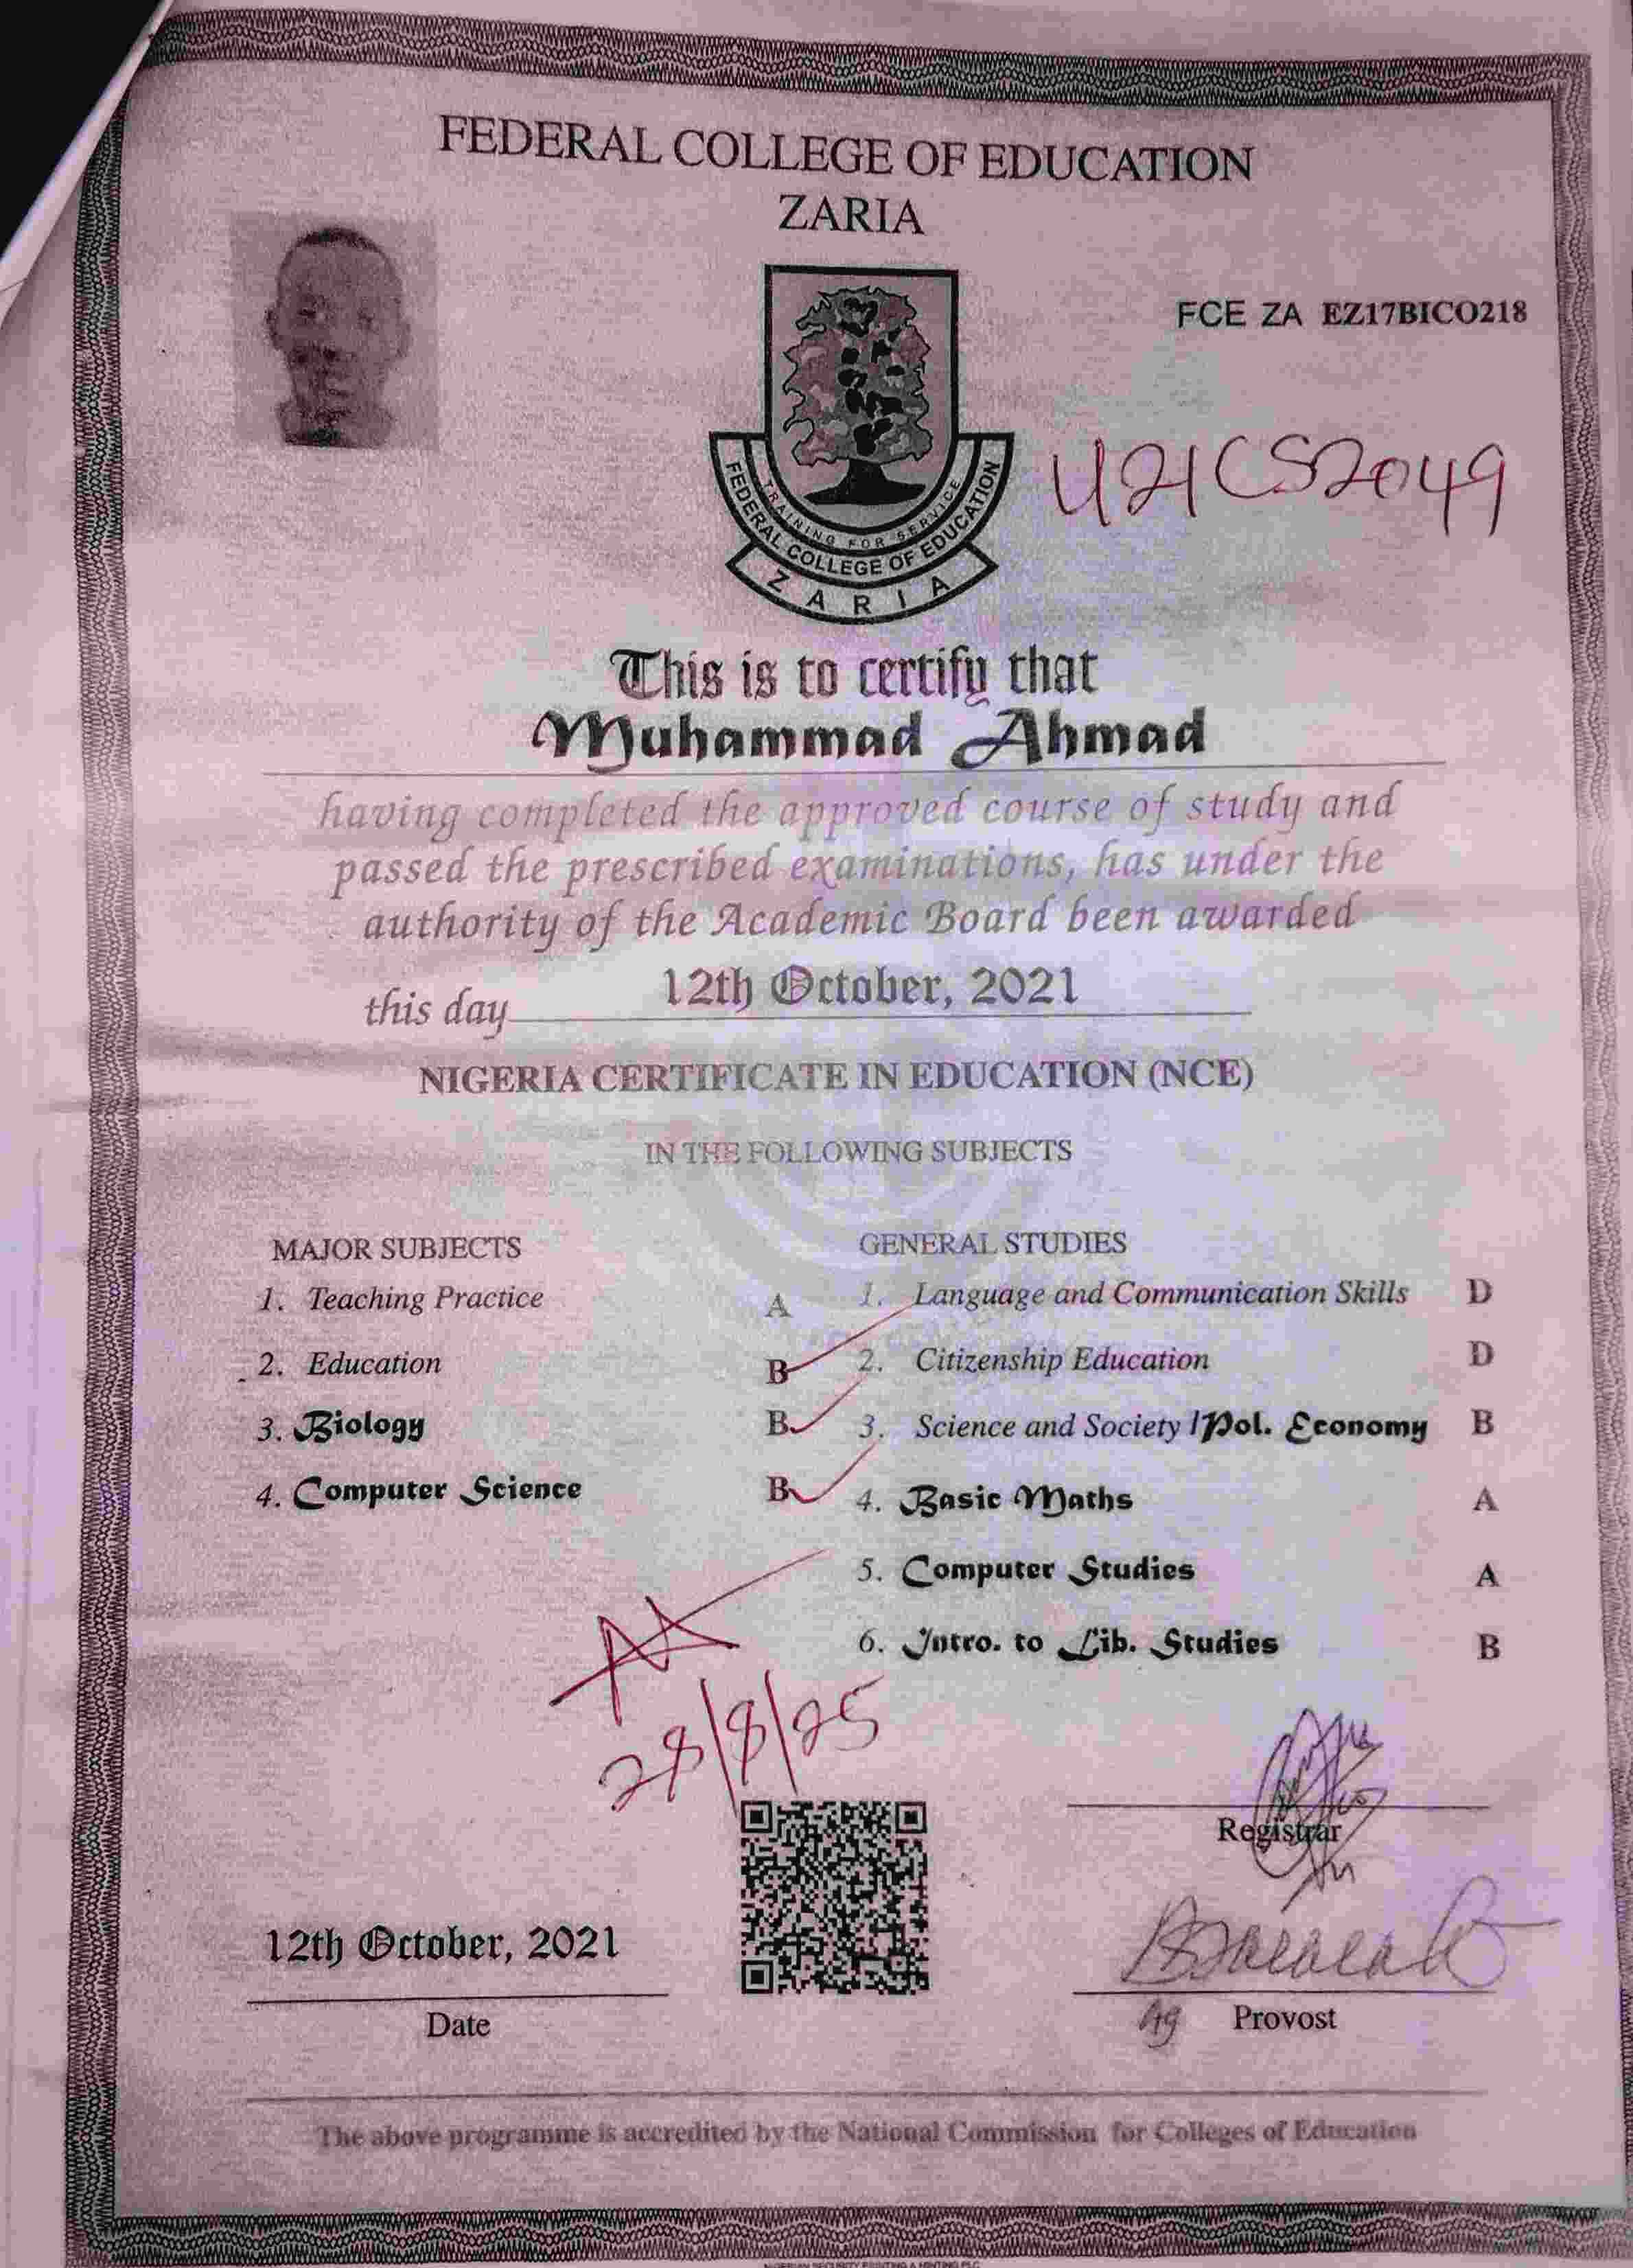 FEDERAL COLLEGE OF EDUCATION
ZARIA
FCE ZA EZ17BICO218
U21CS2049
TRAINING FOR SERVICE
FEDERAL COLLEGE OF EDUCATION
ZARIA
This is to certify that
Muhammad Ahmad
having completed the approved course of study and
passed the prescribed examinations, has under the
authority of the Academic Board been awarded
this day 12th October, 2021
NIGERIA CERTIFICATE IN EDUCATION (NCE)
IN THE FOLLOWING SUBJECTS
MAJOR SUBJECTS
1. Teaching Practice A
2. Education B
3. Biology B
4. Computer Science B
GENERAL STUDIES
1. Language and Communication Skills D
2. Citizenship Education D
3. Science and Society / Pol. Economy B
4. Basic Maths A
5. Computer Studies A
6. Intro. to Lib. Studies B
28/8/25
Registrar
12th October, 2021
Date
Ag Provost
The above programme is accredited by the National Commission for Colleges of Education
NIGERIAN SECURITY PRINTING & MINTING PLC